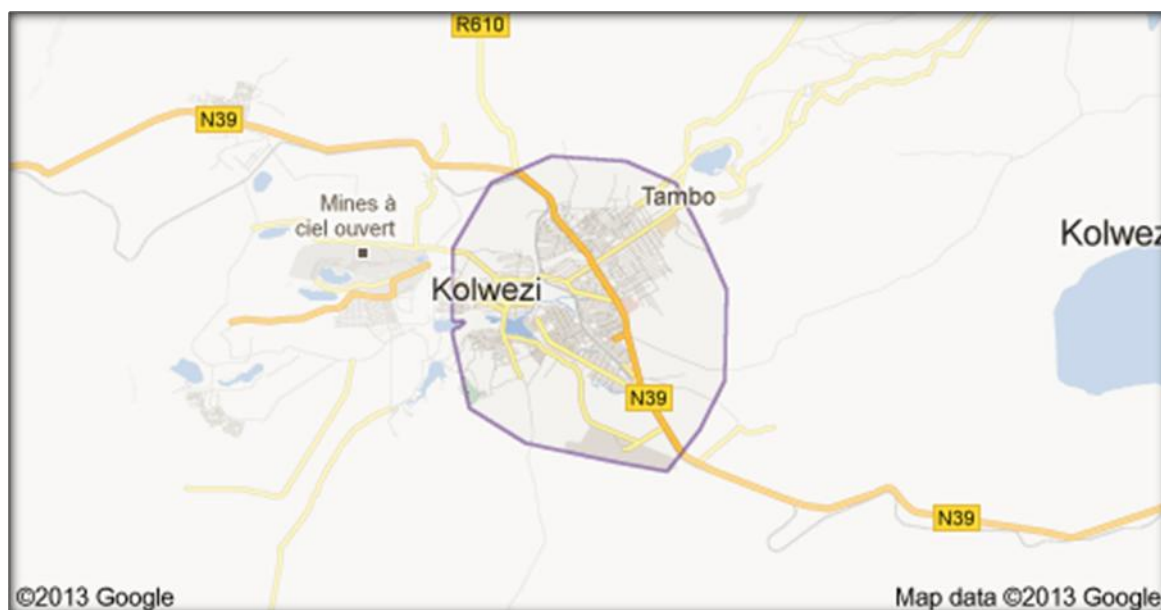 R610
N39
Mines à
ciel ouvert
Tambo
Kolwez
Kolwezi
N39
N39
©2013 Google
Map data ©2013 Google